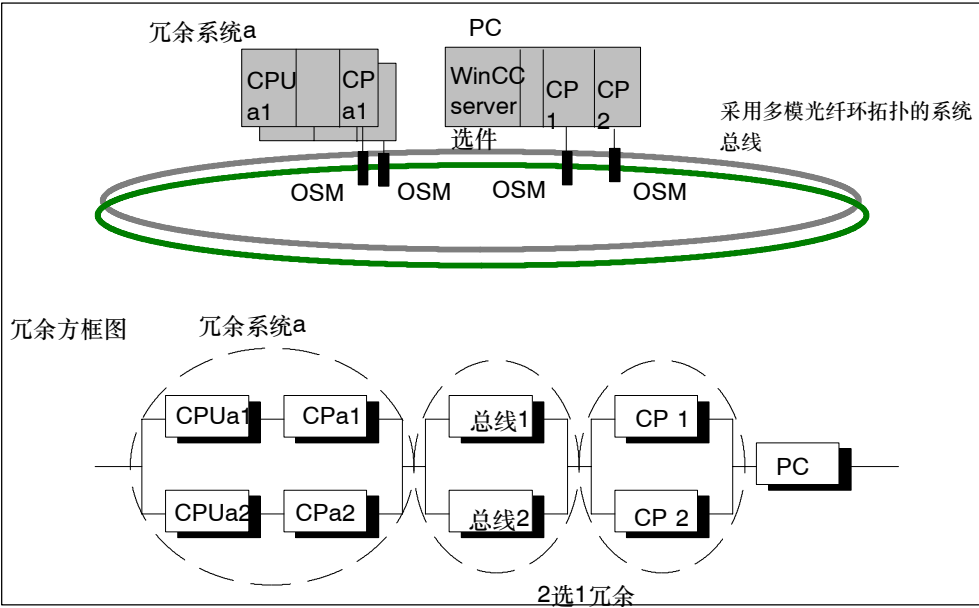 冗余系统a
PC
CPU
a1
CP
a1
WinCC
server
CP
1
CP
2
选件
采用多模光纤环拓扑的系统
总线
OSM
OSM
OSM
OSM
冗余方框图
冗余系统a
CPUa1
CPa1
总线1
CP 1
PC
CPUa2
CPa2
总线2
CP 2
2选1冗余